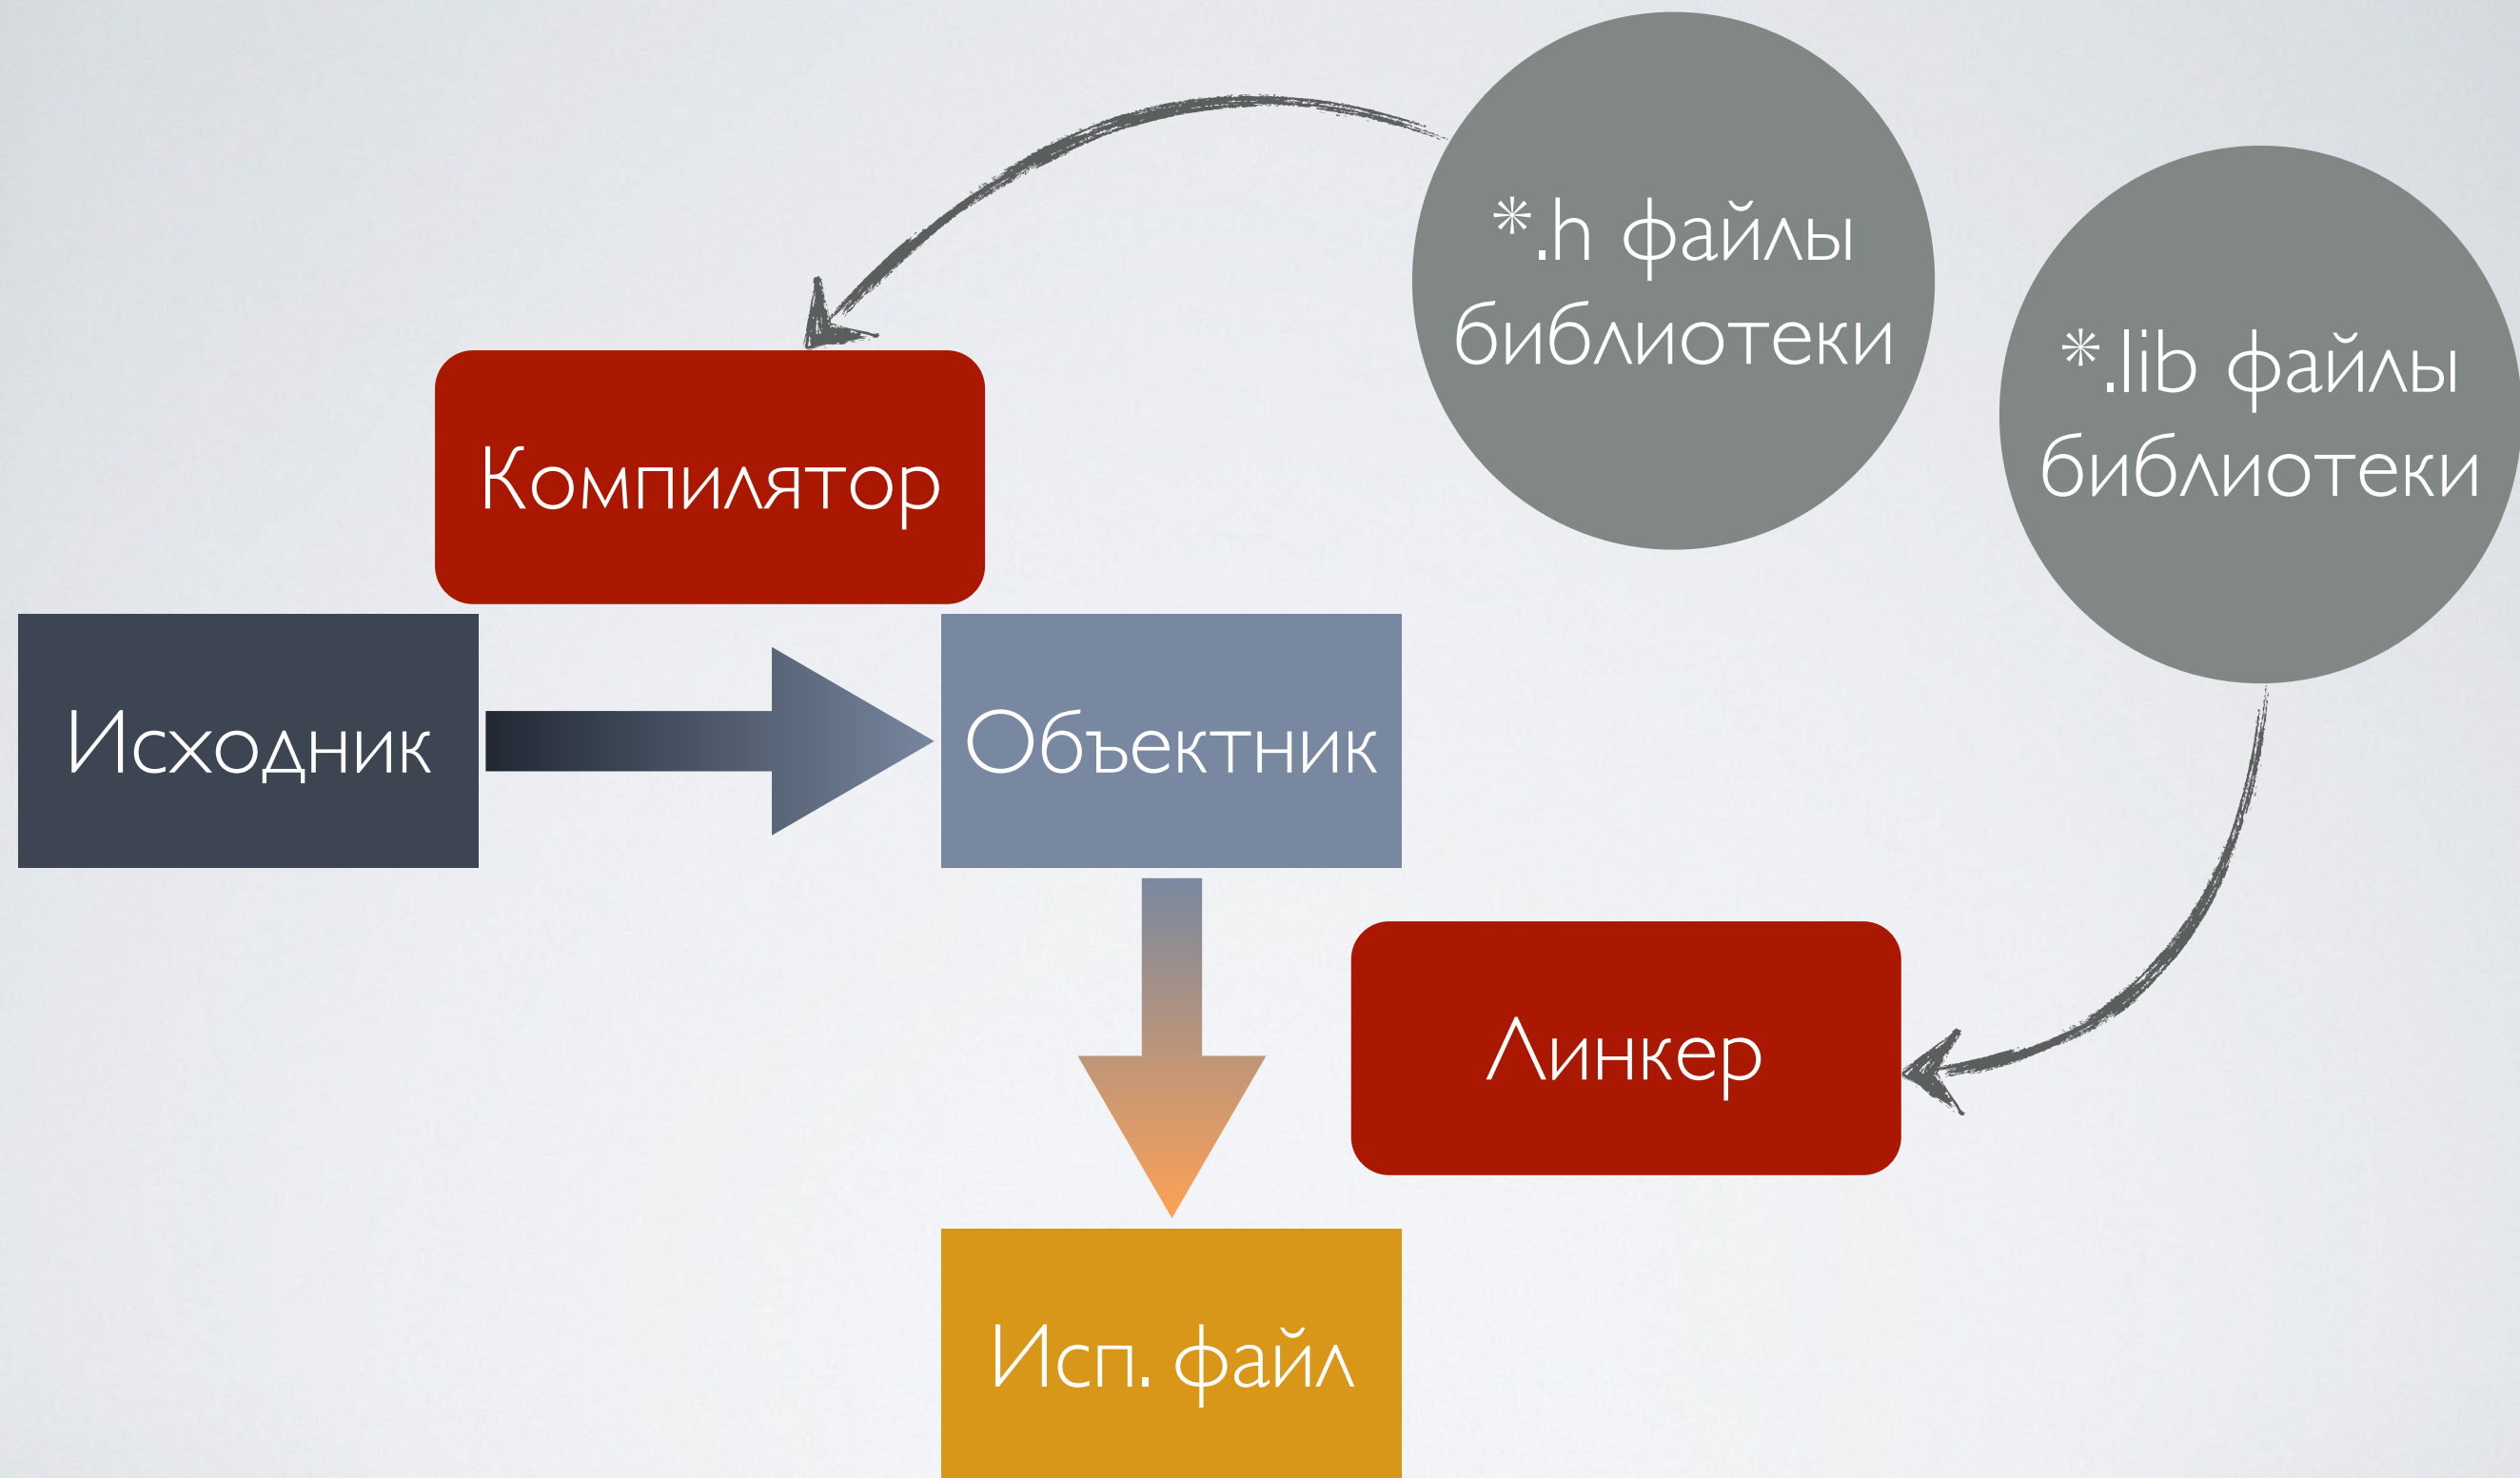 *.h файлы
библиотеки
*.lib файлы
библиотеки
Компилятор
Исходник
Объектник
Линкер
Исп. файл